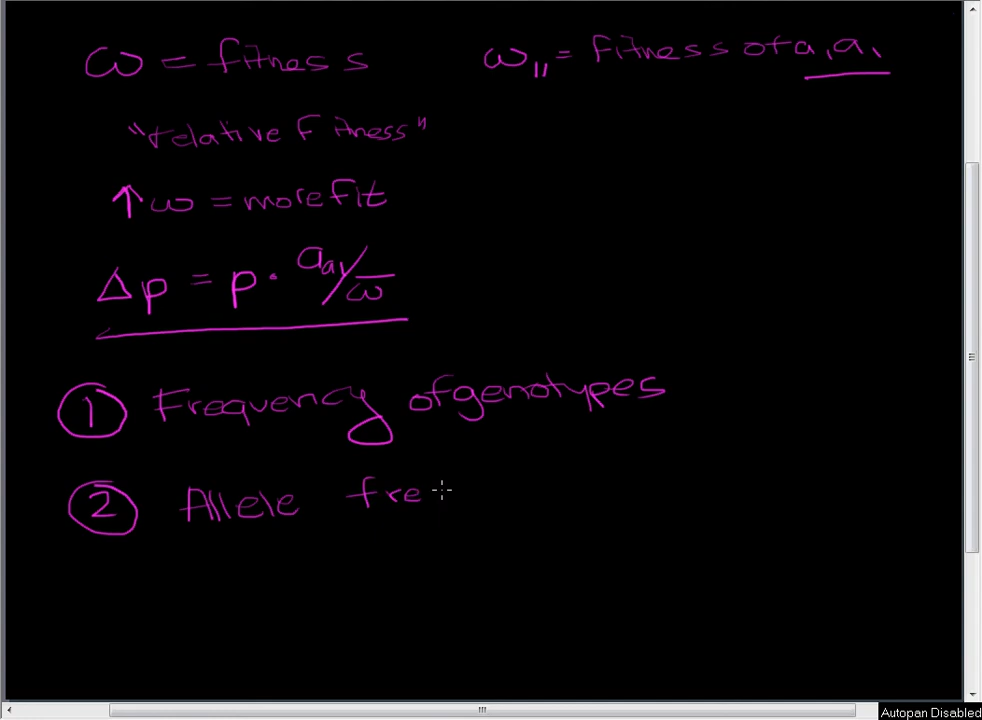 ω = fitness
ω₁₁ = fitness of a₁a₁
"relative Fitness"
↑ ω = more fit
Δp = p · a_{a₁}/ω̅
① Frequency of genotypes
② Allele fre
Autopan Disabled